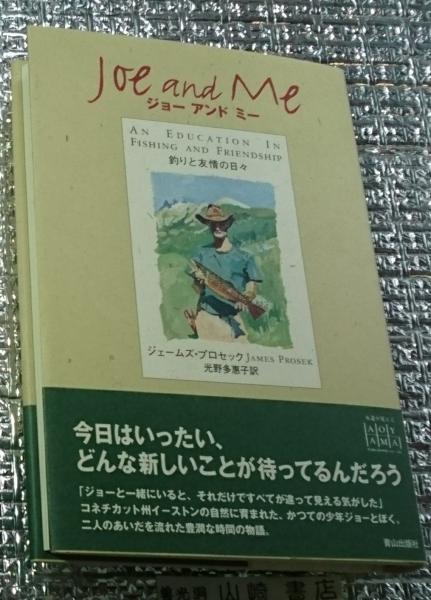 Joe and Me
ジョー アンド ミー
AN EDUCATION IN
FISHING AND FRIENDSHIP
釣りと友情の日々
ジェームズ・プロセック JAMES PROSEK
光野多惠子訳
AOY
AMA
今日はいったい、
どんな新しいことが待ってるんだろう
「ジョーと一緒にいると、それだけですべてが違って見える気がした」
コネチカット州イーストンの自然に育まれた、かつての少年ジョーとぼく、
二人のあいだを流れた豊潤な時間の物語。
青山出版社
山崎書店